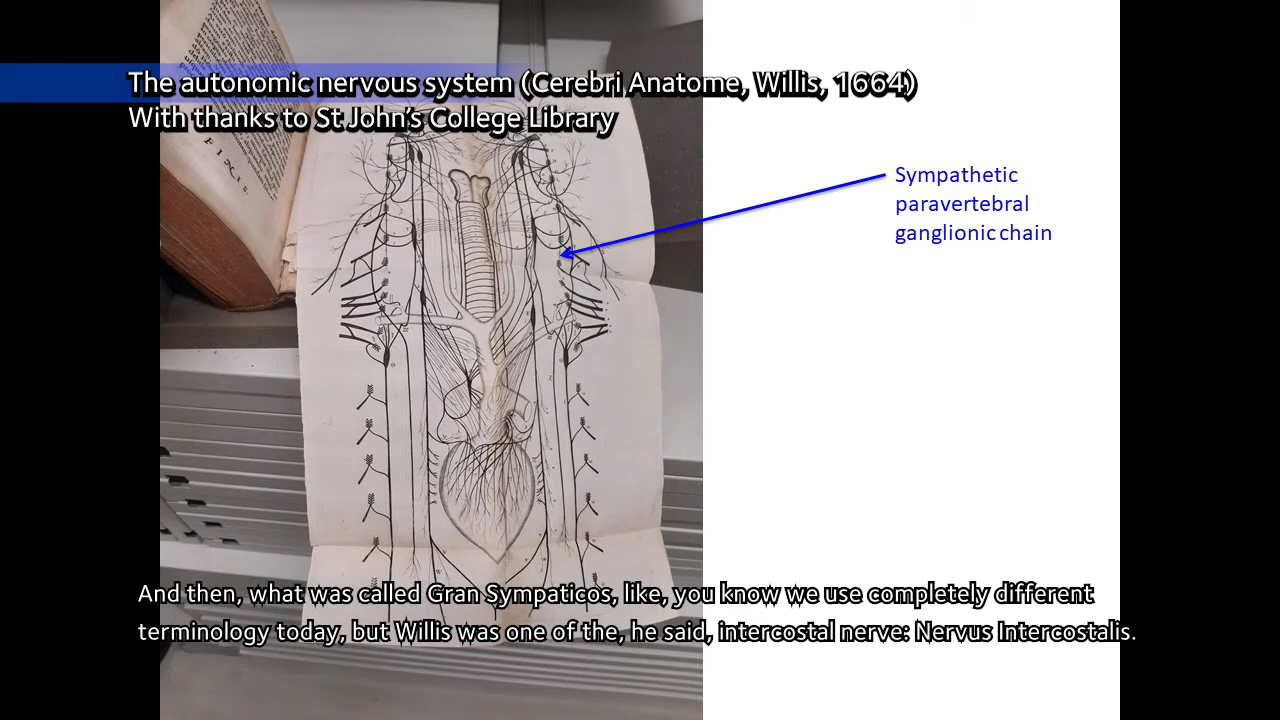 The autonomic nervous system (Cerebri Anatome, Willis, 1664)
With thanks to St John's College Library
FINIS
Sympathetic
paravertebral
ganglionic chain
And then, what was called Gran Sympaticos, like, you know we use completely different
terminology today, but Willis was one of the, he said, intercostal nerve: Nervus Intercostalis.